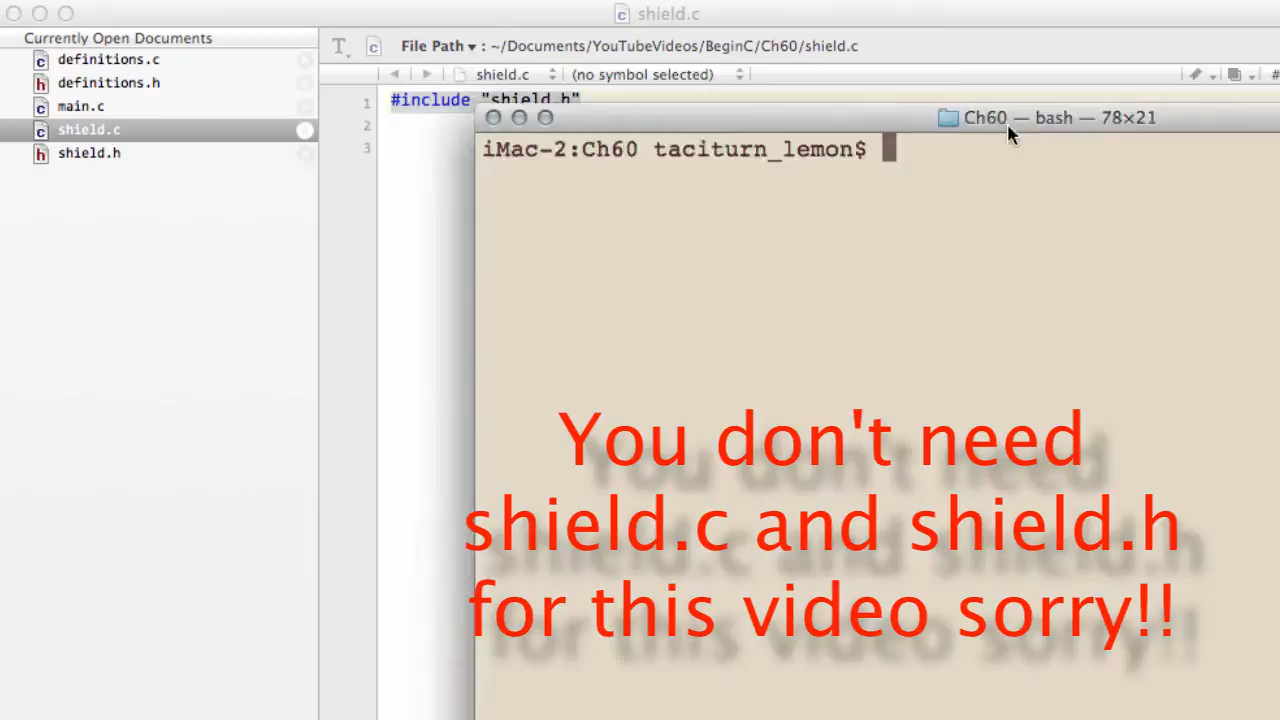 shield.c
Currently Open Documents
definitions.c
definitions.h
main.c
shield.c
shield.h
File Path ▾ : ~/Documents/YouTubeVideos/BeginC/Ch60/shield.c
shield.c (no symbol selected)
1 #include "shield.h"
2
3
Ch60 — bash — 78×21
iMac-2:Ch60 taciturn_lemon$
You don't need
shield.c and shield.h
for this video sorry!!